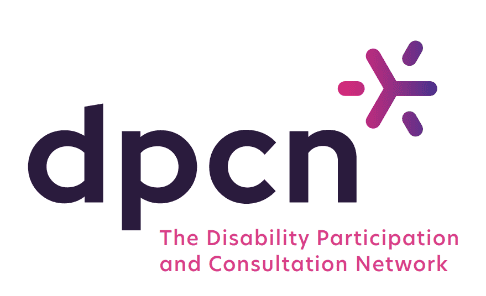 dpcn
The Disability Participation
and Consultation Network